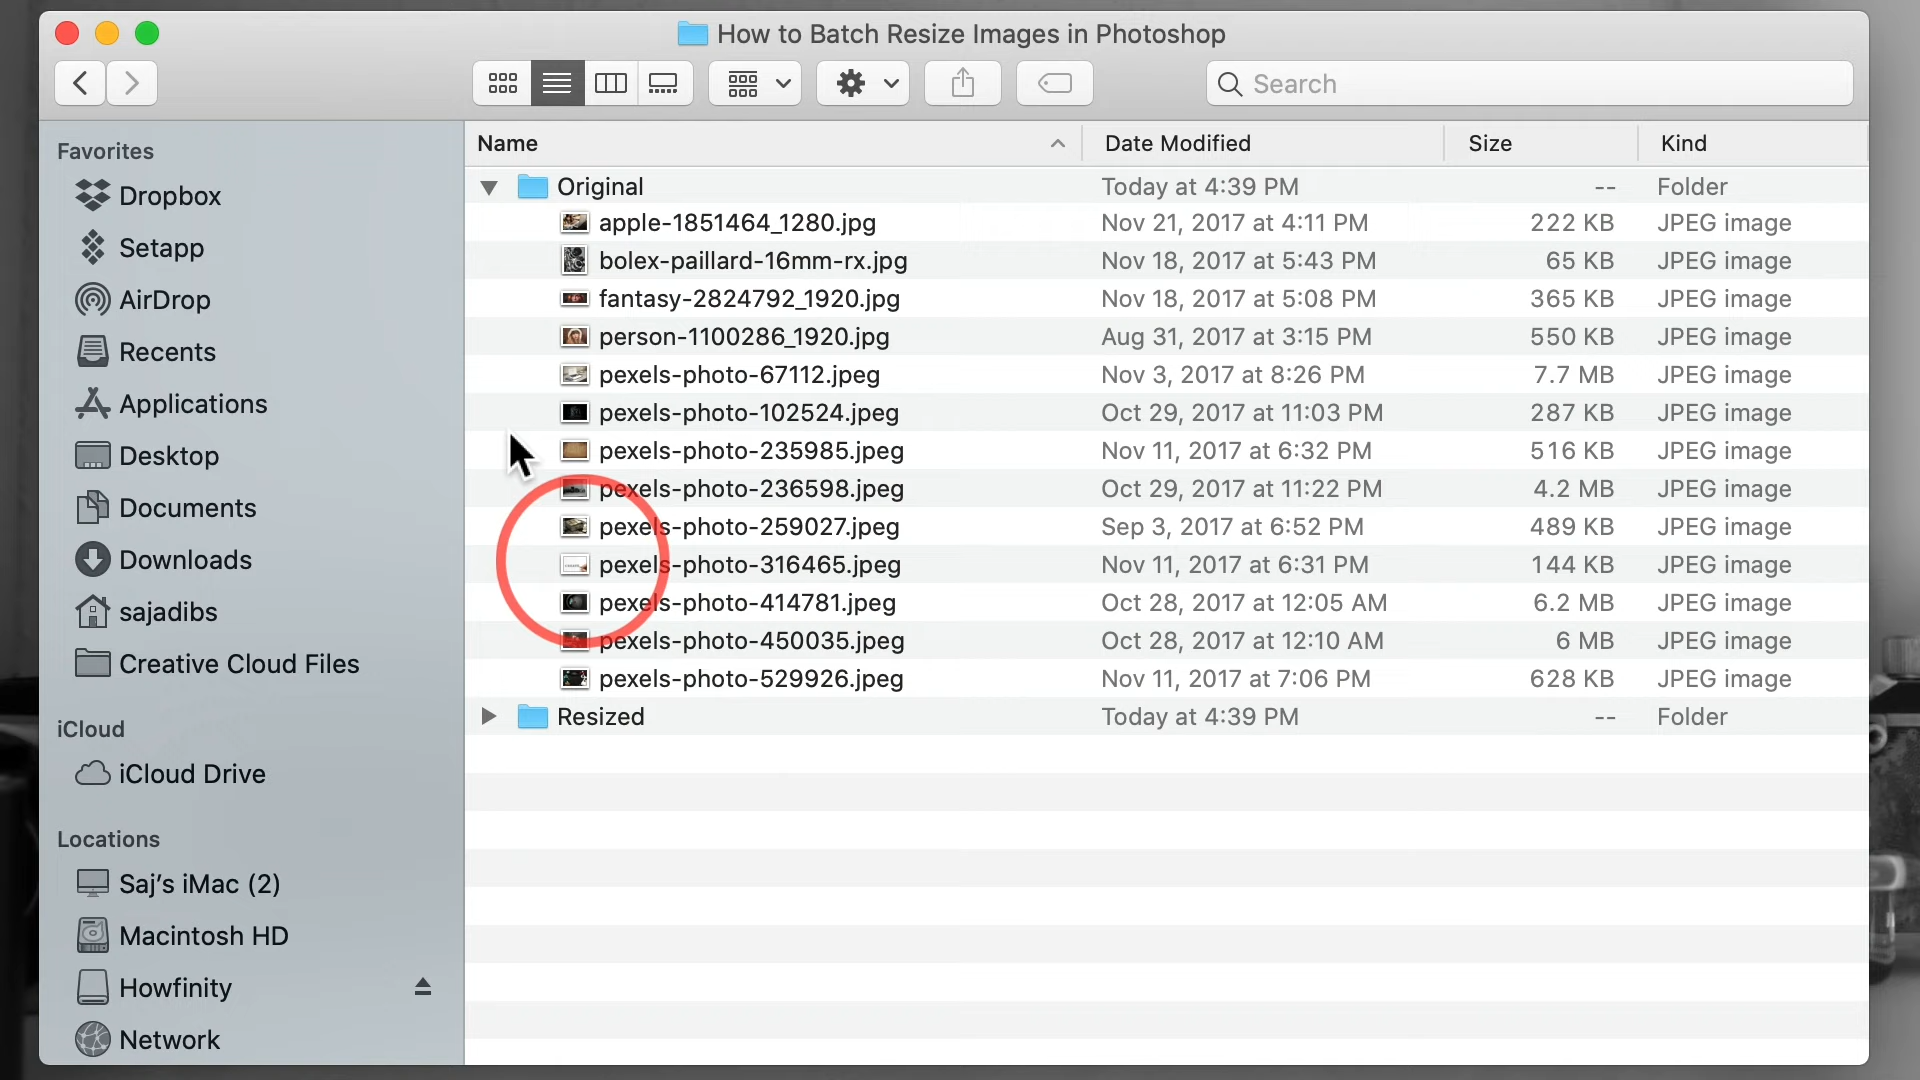 How to Batch Resize Images in Photoshop
Search
Favorites
Dropbox
Setapp
AirDrop
Recents
Applications
Desktop
Documents
Downloads
sajadibs
Creative Cloud Files
iCloud
iCloud Drive
Locations
Saj's iMac (2)
Macintosh HD
Howfinity
Network
Name Date Modified Size Kind
Original Today at 4:39 PM -- Folder
apple-1851464_1280.jpg Nov 21, 2017 at 4:11 PM 222 KB JPEG image
bolex-paillard-16mm-rx.jpg Nov 18, 2017 at 5:43 PM 65 KB JPEG image
fantasy-2824792_1920.jpg Nov 18, 2017 at 5:08 PM 365 KB JPEG image
person-1100286_1920.jpg Aug 31, 2017 at 3:15 PM 550 KB JPEG image
pexels-photo-67112.jpeg Nov 3, 2017 at 8:26 PM 7.7 MB JPEG image
pexels-photo-102524.jpeg Oct 29, 2017 at 11:03 PM 287 KB JPEG image
pexels-photo-235985.jpeg Nov 11, 2017 at 6:32 PM 516 KB JPEG image
pexels-photo-236598.jpeg Oct 29, 2017 at 11:22 PM 4.2 MB JPEG image
pexels-photo-259027.jpeg Sep 3, 2017 at 6:52 PM 489 KB JPEG image
pexels-photo-316465.jpeg Nov 11, 2017 at 6:31 PM 144 KB JPEG image
pexels-photo-414781.jpeg Oct 28, 2017 at 12:05 AM 6.2 MB JPEG image
pexels-photo-450035.jpeg Oct 28, 2017 at 12:10 AM 6 MB JPEG image
pexels-photo-529926.jpeg Nov 11, 2017 at 7:06 PM 628 KB JPEG image
Resized Today at 4:39 PM -- Folder